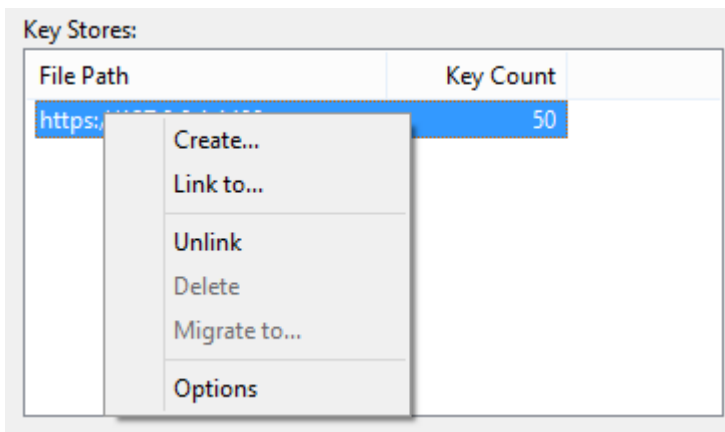 Key Stores:
File Path Key Count
https:/ 50
Create...
Link to...
Unlink
Delete
Migrate to...
Options